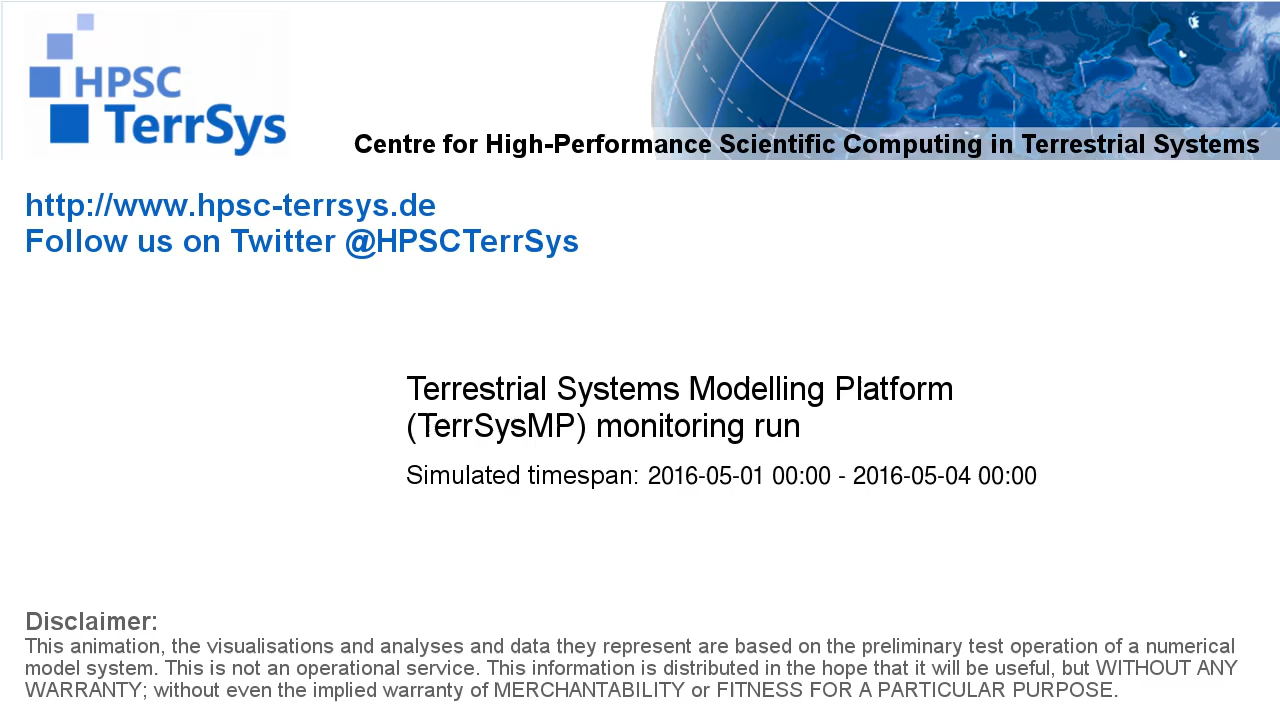 HPSC
TerrSys
Centre for High-Performance Scientific Computing in Terrestrial Systems
http://www.hpsc-terrsys.de
Follow us on Twitter @HPSCTerrSys
Terrestrial Systems Modelling Platform
(TerrSysMP) monitoring run
Simulated timespan: 2016-05-01 00:00 - 2016-05-04 00:00
Disclaimer:
This animation, the visualisations and analyses and data they represent are based on the preliminary test operation of a numerical
model system. This is not an operational service. This information is distributed in the hope that it will be useful, but WITHOUT ANY
WARRANTY; without even the implied warranty of MERCHANTABILITY or FITNESS FOR A PARTICULAR PURPOSE.